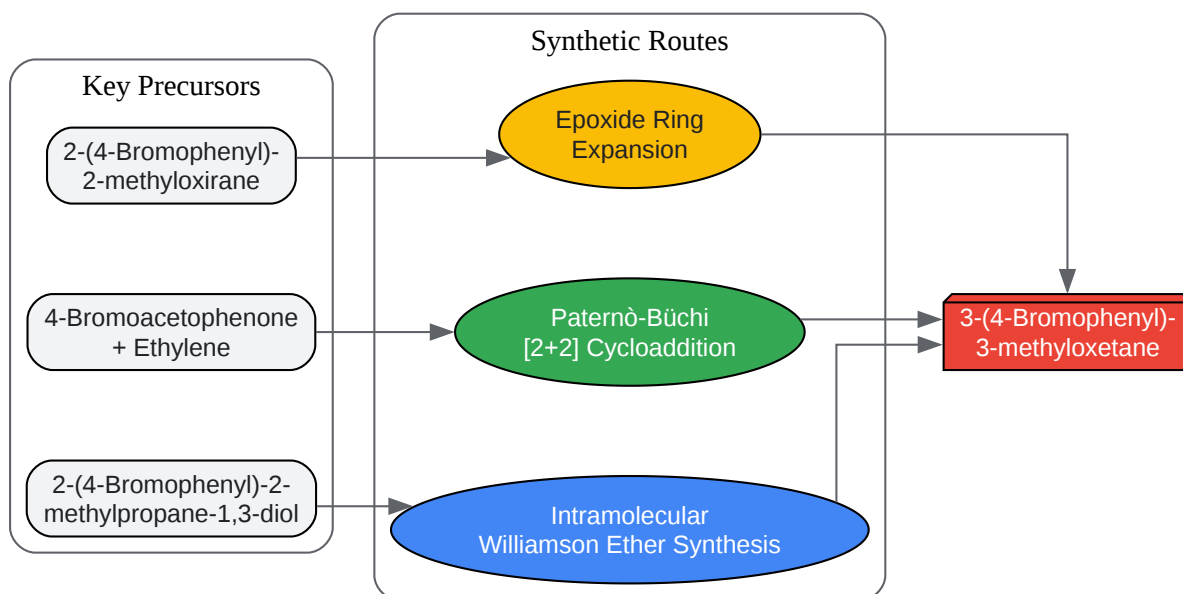 Key Precursors
2-(4-Bromophenyl)-
2-methyloxirane
4-Bromoacetophenone
+ Ethylene
2-(4-Bromophenyl)-2-
methylpropane-1,3-diol
Synthetic Routes
Epoxide Ring
Expansion
Paternò-Büchi
[2+2] Cycloaddition
Intramolecular
Williamson Ether Synthesis
3-(4-Bromophenyl)-
3-methyloxetane